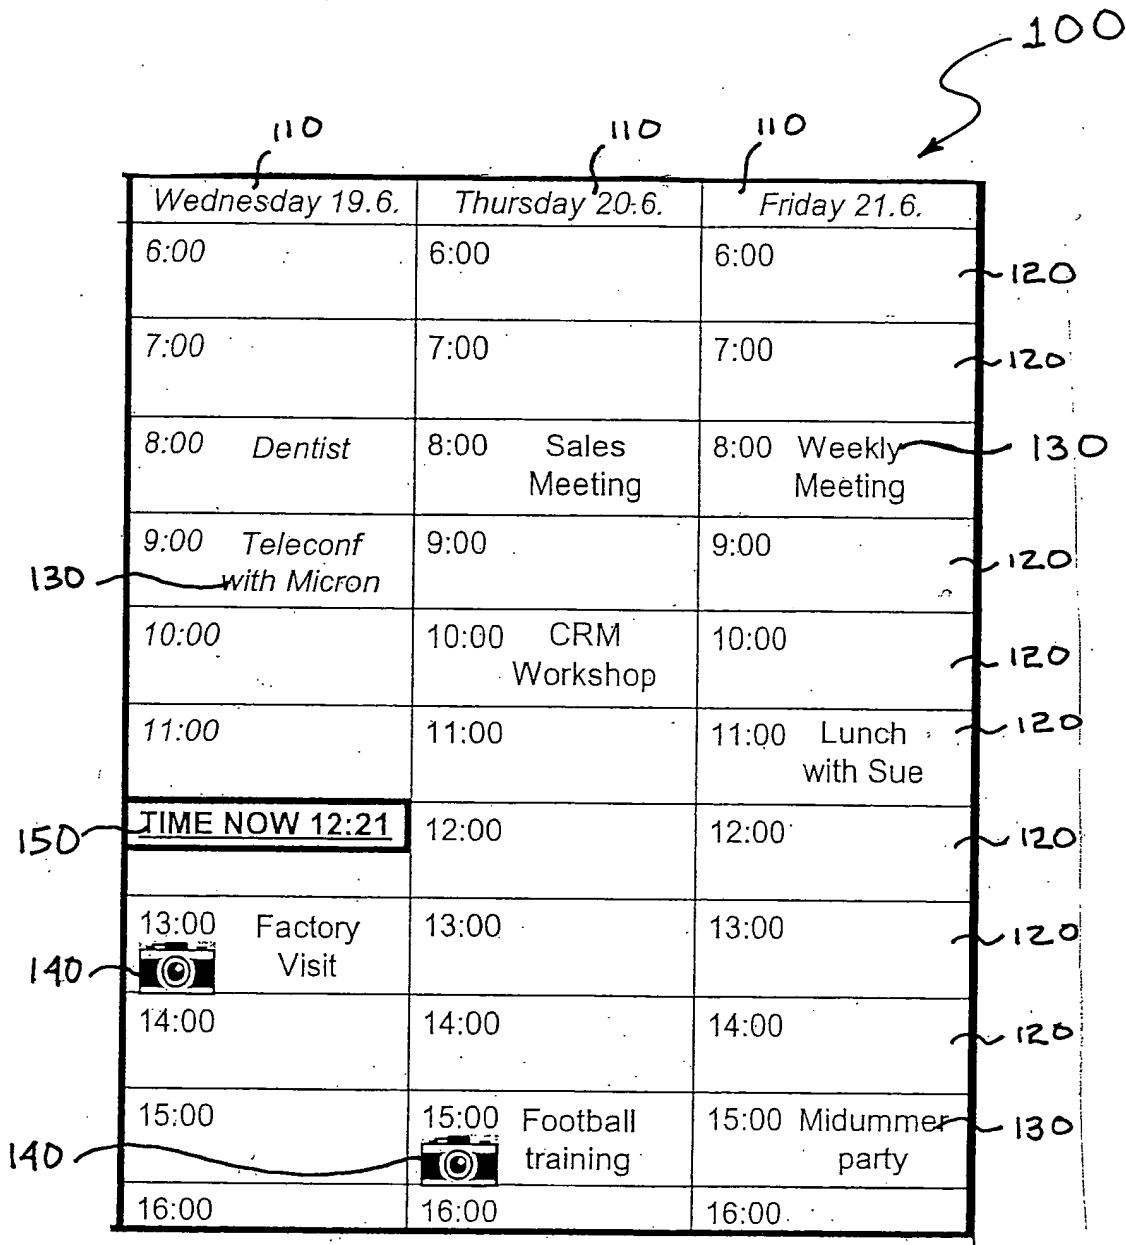 100
110 110 110
Wednesday 19.6. Thursday 20.6. Friday 21.6.
6:00 6:00 6:00 120
7:00 7:00 7:00 120
8:00 Dentist 8:00 Sales 8:00 Weekly 130
Meeting Meeting
9:00 Teleconf 9:00 9:00 120
130 with Micron
10:00 10:00 CRM 10:00 120
Workshop
11:00 11:00 11:00 Lunch 120
with Sue
150 TIME NOW 12:21 12:00 12:00 120
13:00 Factory 13:00 13:00 120
140 Visit
14:00 14:00 14:00 120
15:00 15:00 Football 15:00 Midummer 130
140 training party
16:00 16:00 16:00